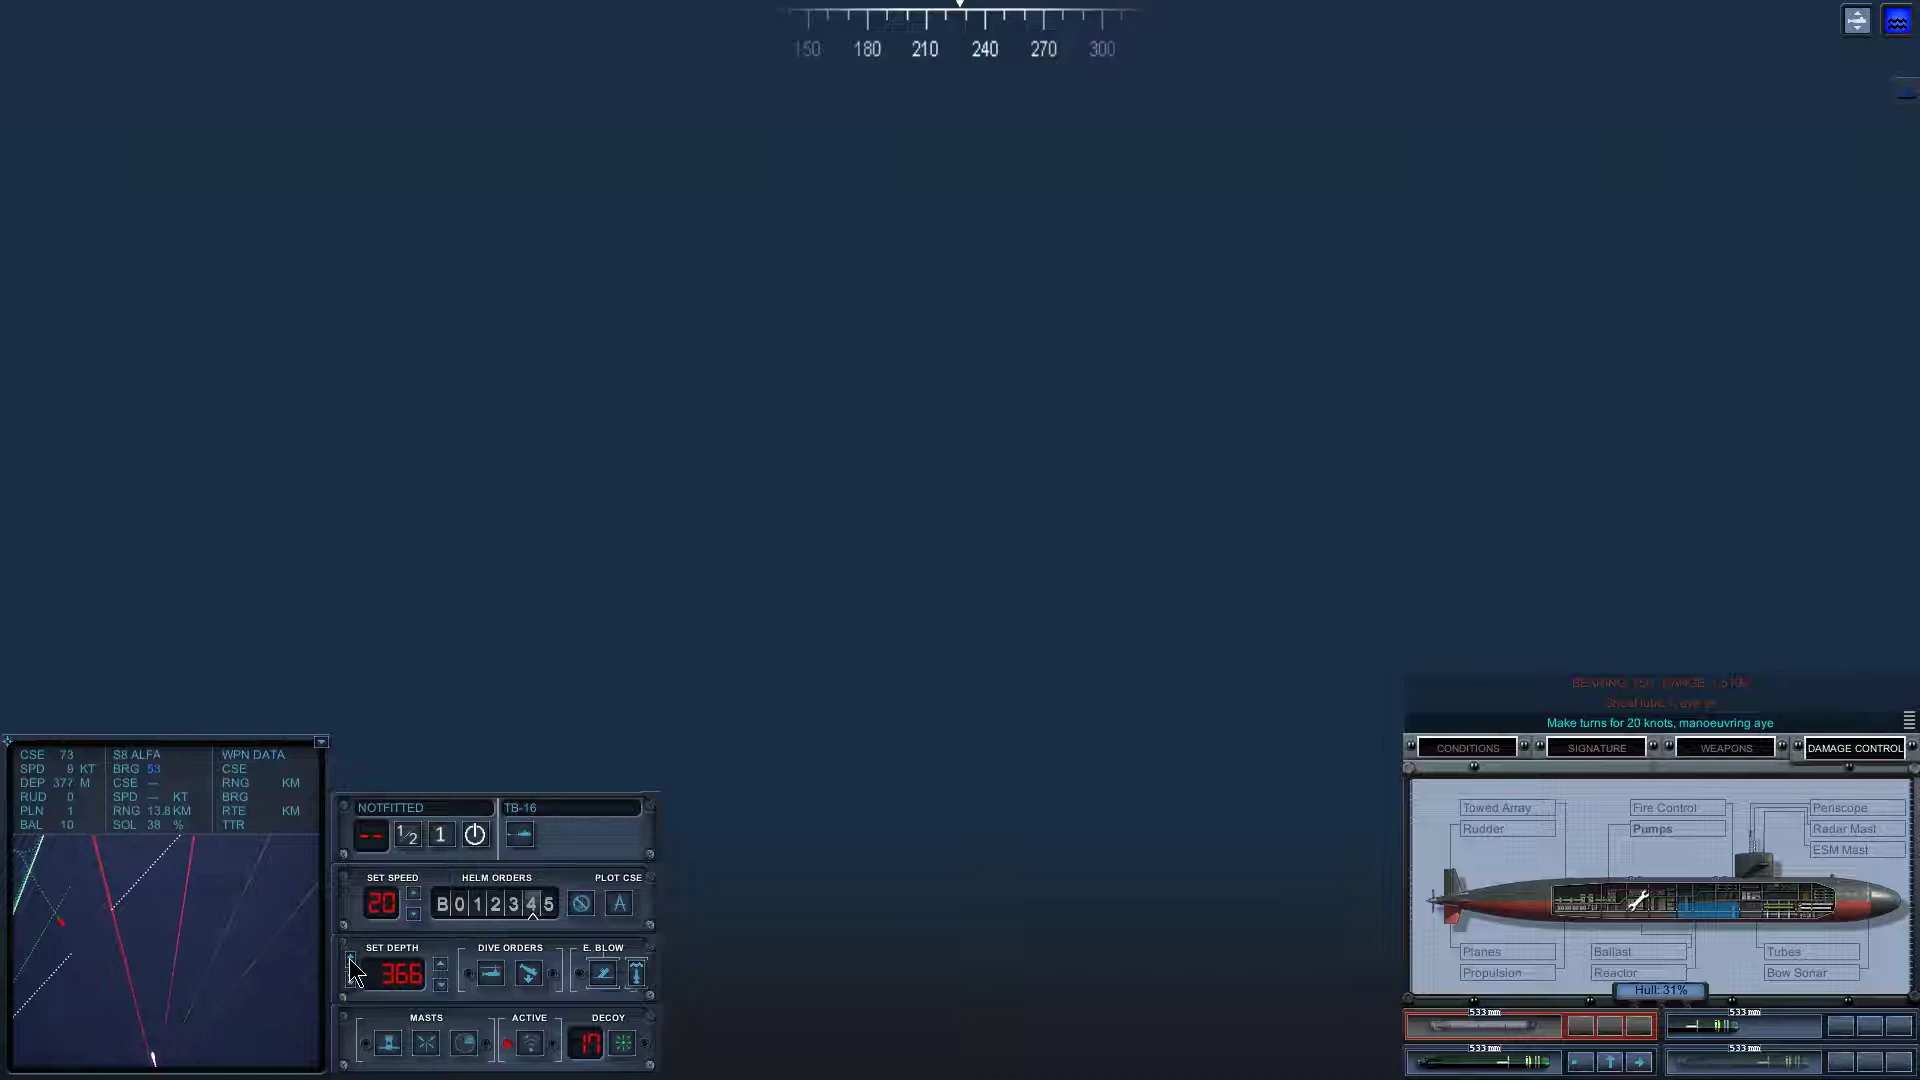 150 180 210 240 270 300
Make turns for 20 knots, manoeuvring aye
CONDITIONS SIGNATURE WEAPONS DAMAGE CONTROL
CSE 73 S8 ALFA WPN DATA
SPD 9 KT BRG 53 CSE
DEP 377 M CSE — RNG KM
RUD 0 SPD — KT BRG
PLN 1 RNG 13.8 KM RTE KM
BAL 10 SOL 38 % TTR
NOTFITTED TB-16
-- 1/2 1
SET SPEED HELM ORDERS PLOT CSE
20 B 0 1 2 3 4 5
SET DEPTH DIVE ORDERS E. BLOW
366
MASTS ACTIVE DECOY
17
Towed Array Fire Control Periscope
Rudder Pumps Radar Mast
ESM Mast
Planes Ballast Tubes
Propulsion Reactor Bow Sonar
Hull: 31%
533 mm 533 mm
533 mm 533 mm